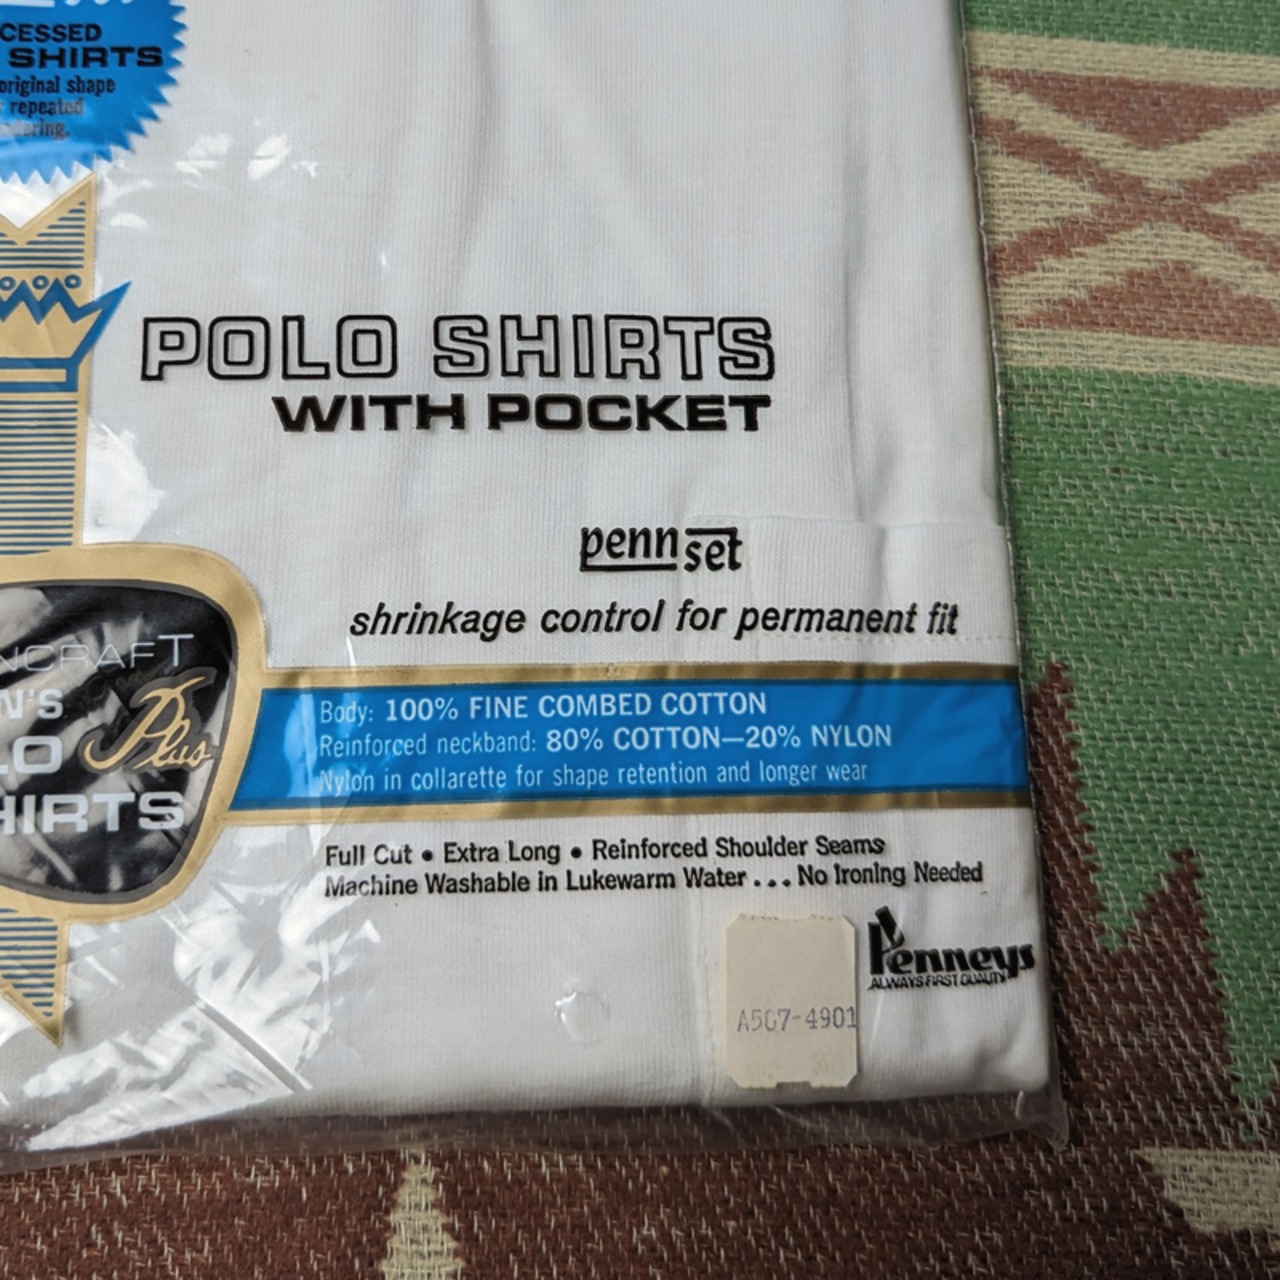 CESSED
SHIRTS
original shape
repeated
POLO SHIRTS
WITH POCKET
penn set
shrinkage control for permanent fit
NCRAFT
N'S
LO Plus
HIRTS
Body: 100% FINE COMBED COTTON
Reinforced neckband: 80% COTTON—20% NYLON
Nylon in collarette for shape retention and longer wear
Full Cut • Extra Long • Reinforced Shoulder Seams
Machine Washable in Lukewarm Water . . . No Ironing Needed
Penneys
ALWAYS FIRST QUALITY
A507-4901